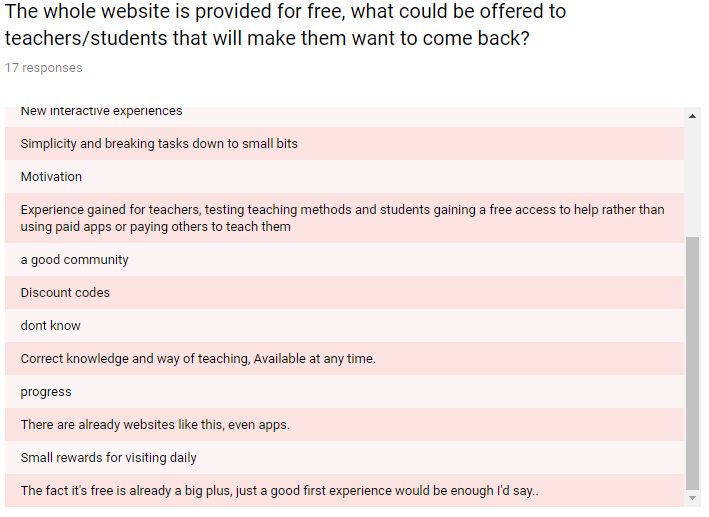 The whole website is provided for free, what could be offered to
teachers/students that will make them want to come back?
17 responses
New interactive experiences
Simplicity and breaking tasks down to small bits
Motivation
Experience gained for teachers, testing teaching methods and students gaining a free access to help rather than
using paid apps or paying others to teach them
a good community
Discount codes
dont know
Correct knowledge and way of teaching, Available at any time.
progress
There are already websites like this, even apps.
Small rewards for visiting daily
The fact it's free is already a big plus, just a good first experience would be enough I'd say..